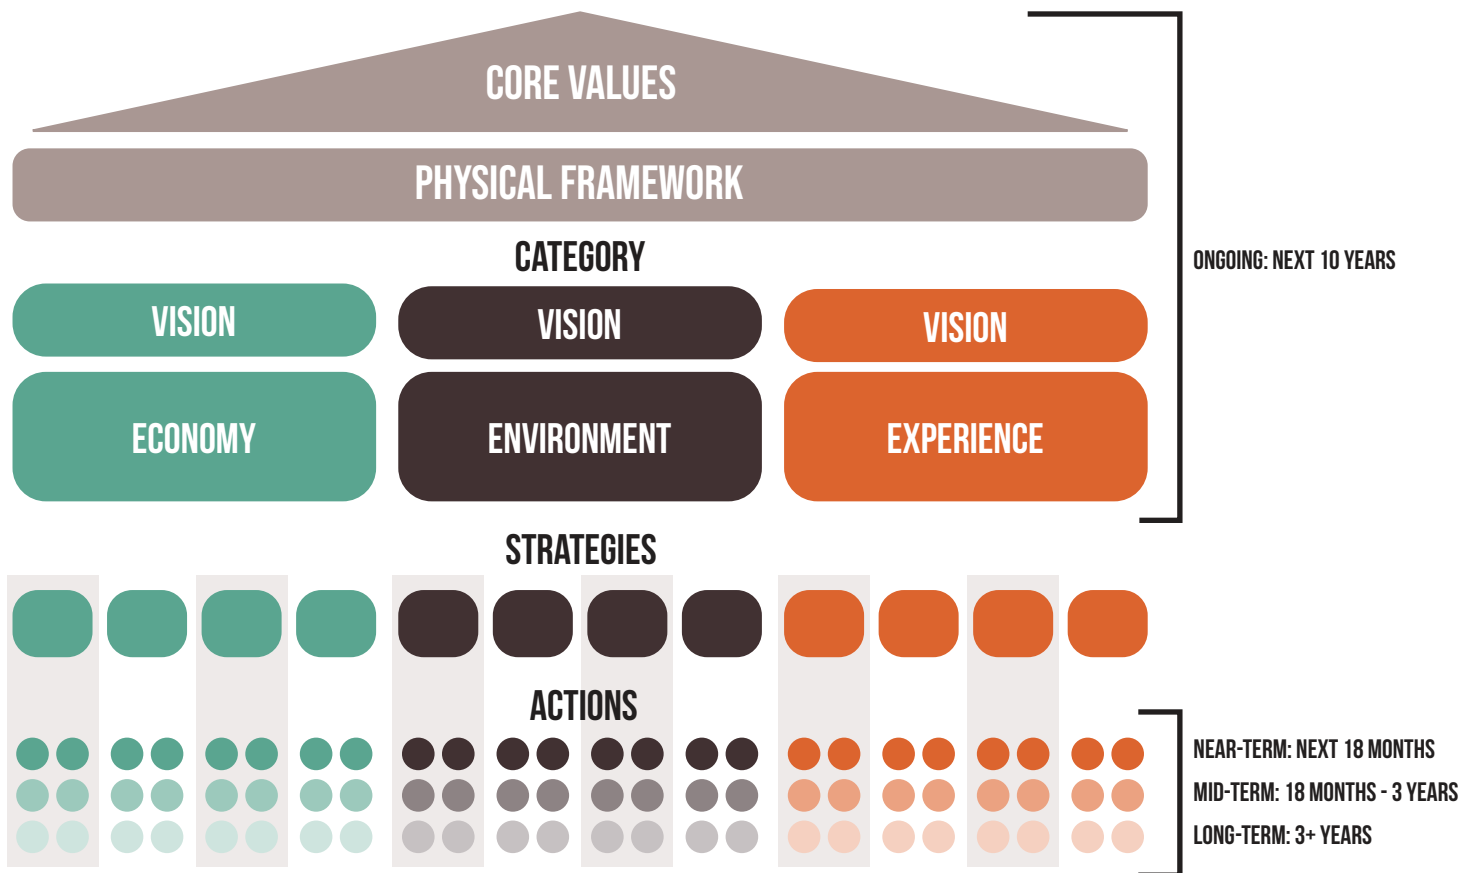 CORE VALUES
PHYSICAL FRAMEWORK
CATEGORY
ONGOING: NEXT 10 YEARS
VISION
VISION
VISION
ECONOMY
ENVIRONMENT
EXPERIENCE
STRATEGIES
ACTIONS
NEAR-TERM: NEXT 18 MONTHS
MID-TERM: 18 MONTHS - 3 YEARS
LONG-TERM: 3+ YEARS